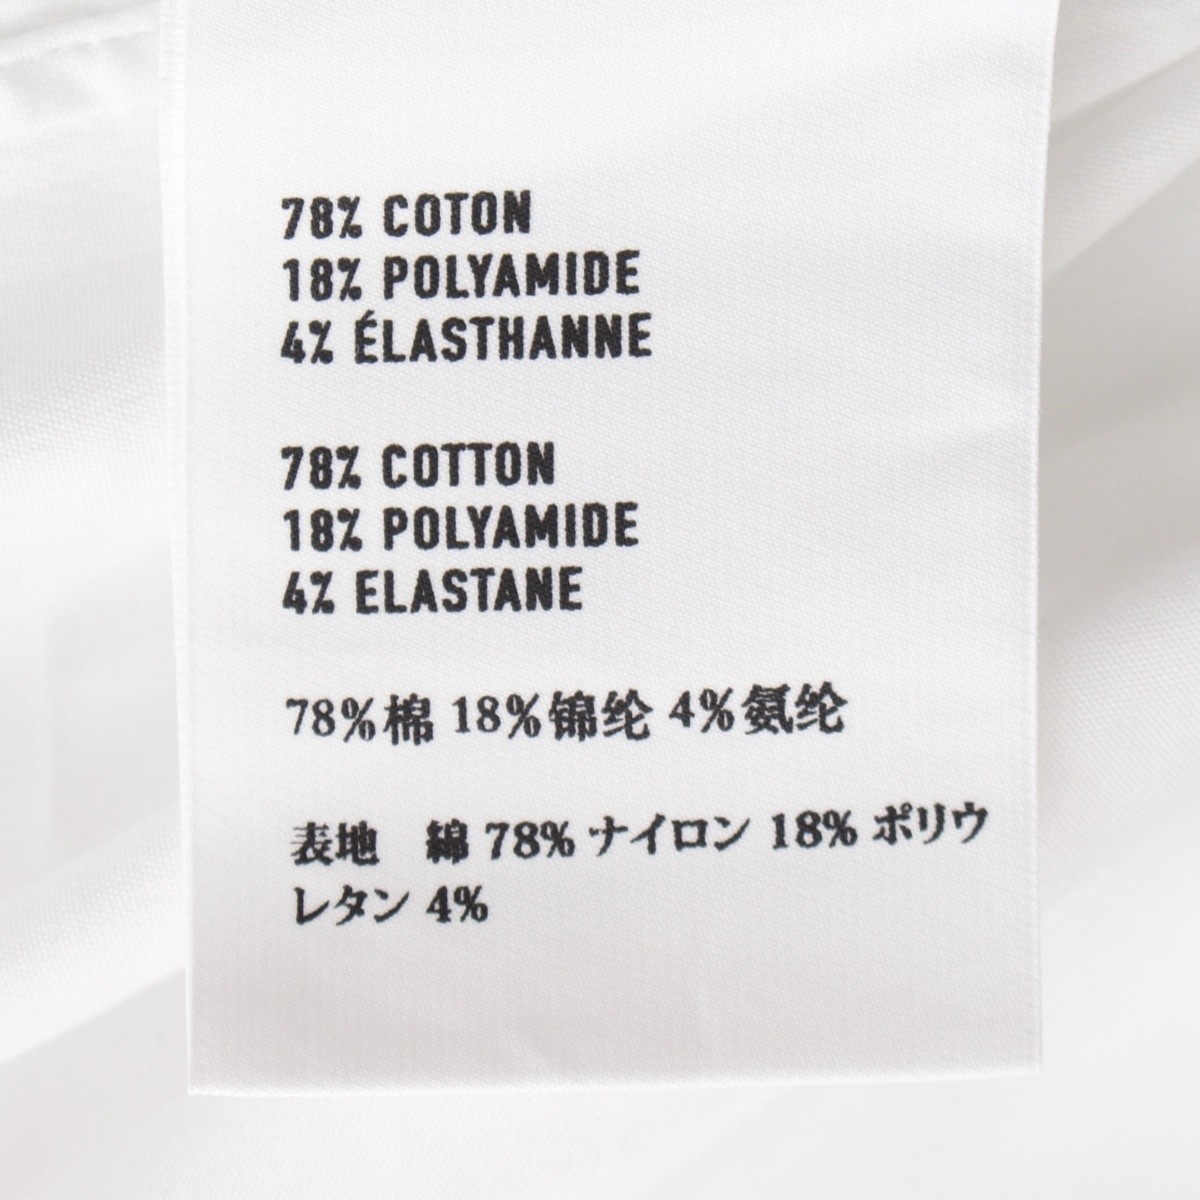 78% COTON
18% POLYAMIDE
4% ÉLASTHANNE
78% COTTON
18% POLYAMIDE
4% ELASTANE
78%棉 18%锦纶 4%氨纶
表地　綿 78% ナイロン 18% ポリウ
レタン 4%